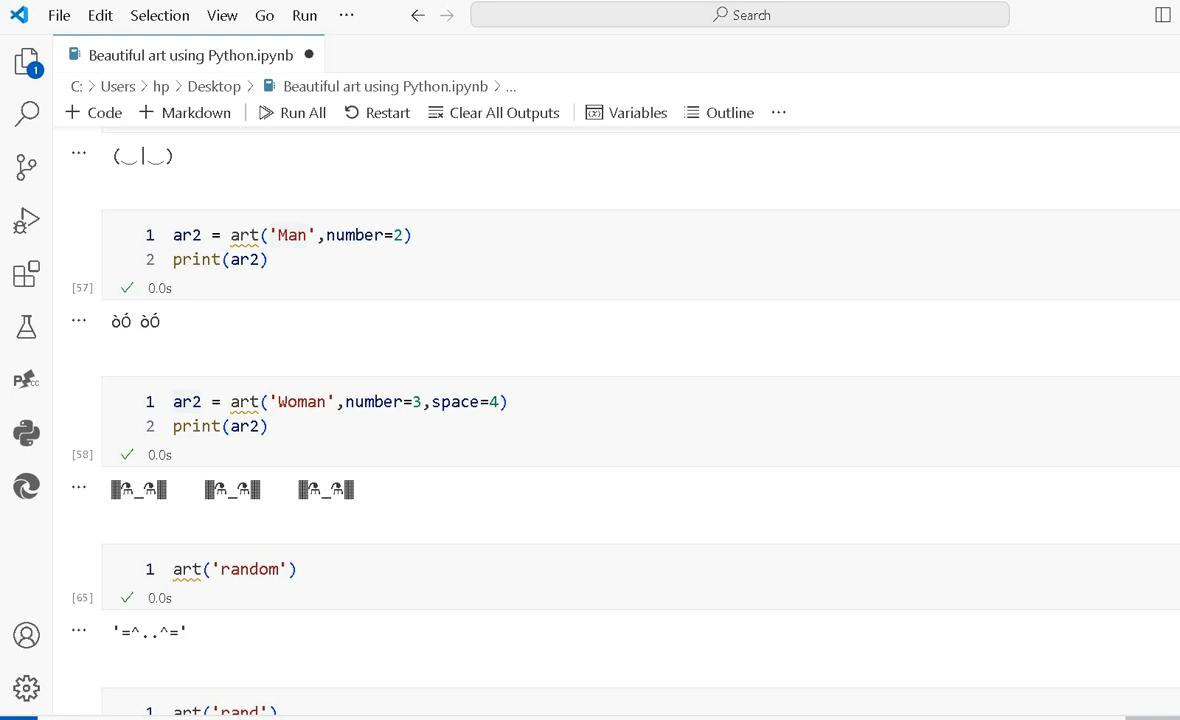 File Edit Selection View Go Run ··· Search
Beautiful art using Python.ipynb ●
1
C: > Users > hp > Desktop > Beautiful art using Python.ipynb > ...
+ Code + Markdown | Run All Restart Clear All Outputs | Variables Outline ···
··· (‿|‿)
1 ar2 = art('Man',number=2)
2 print(ar2)
[57] ✓ 0.0s
··· òÓ òÓ
1 ar2 = art('Woman',number=3,space=4)
2 print(ar2)
[58] ✓ 0.0s
··· ▓⚗_⚗▓    ▓⚗_⚗▓    ▓⚗_⚗▓
1 art('random')
[65] ✓ 0.0s
··· '=^..^='
1 art('rand')